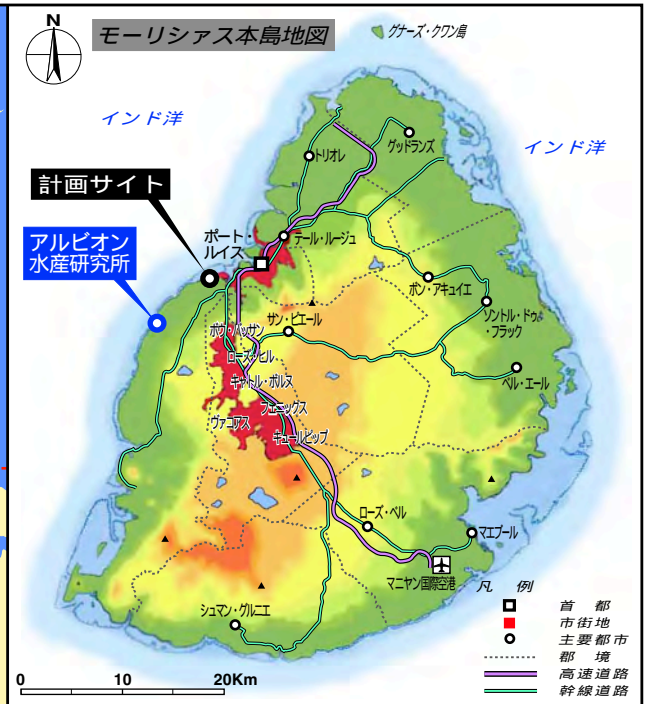 N
モーリシァス本島地図
グナーズ・クワン島
インド洋
インド洋
グッドランズ
トリオレ
計画サイト
ポート・
ルイス
テール・ルージュ
アルビオン
水産研究所
ボン・アキュイエ
ソントル・ドゥ・
フラック
ボウ・バッサン
サン・ピエール
ローズ・ヒル
キャトル・ボルヌ
ベル・エール
フェニックス
ヴァコアス
キュールピップ
ローズ・ベル
マエブール
マニヤン国際空港
シュマン・グルニエ
凡 例
首 都
市街地
主要都市
郡 境
高速道路
幹線道路
0 10 20Km